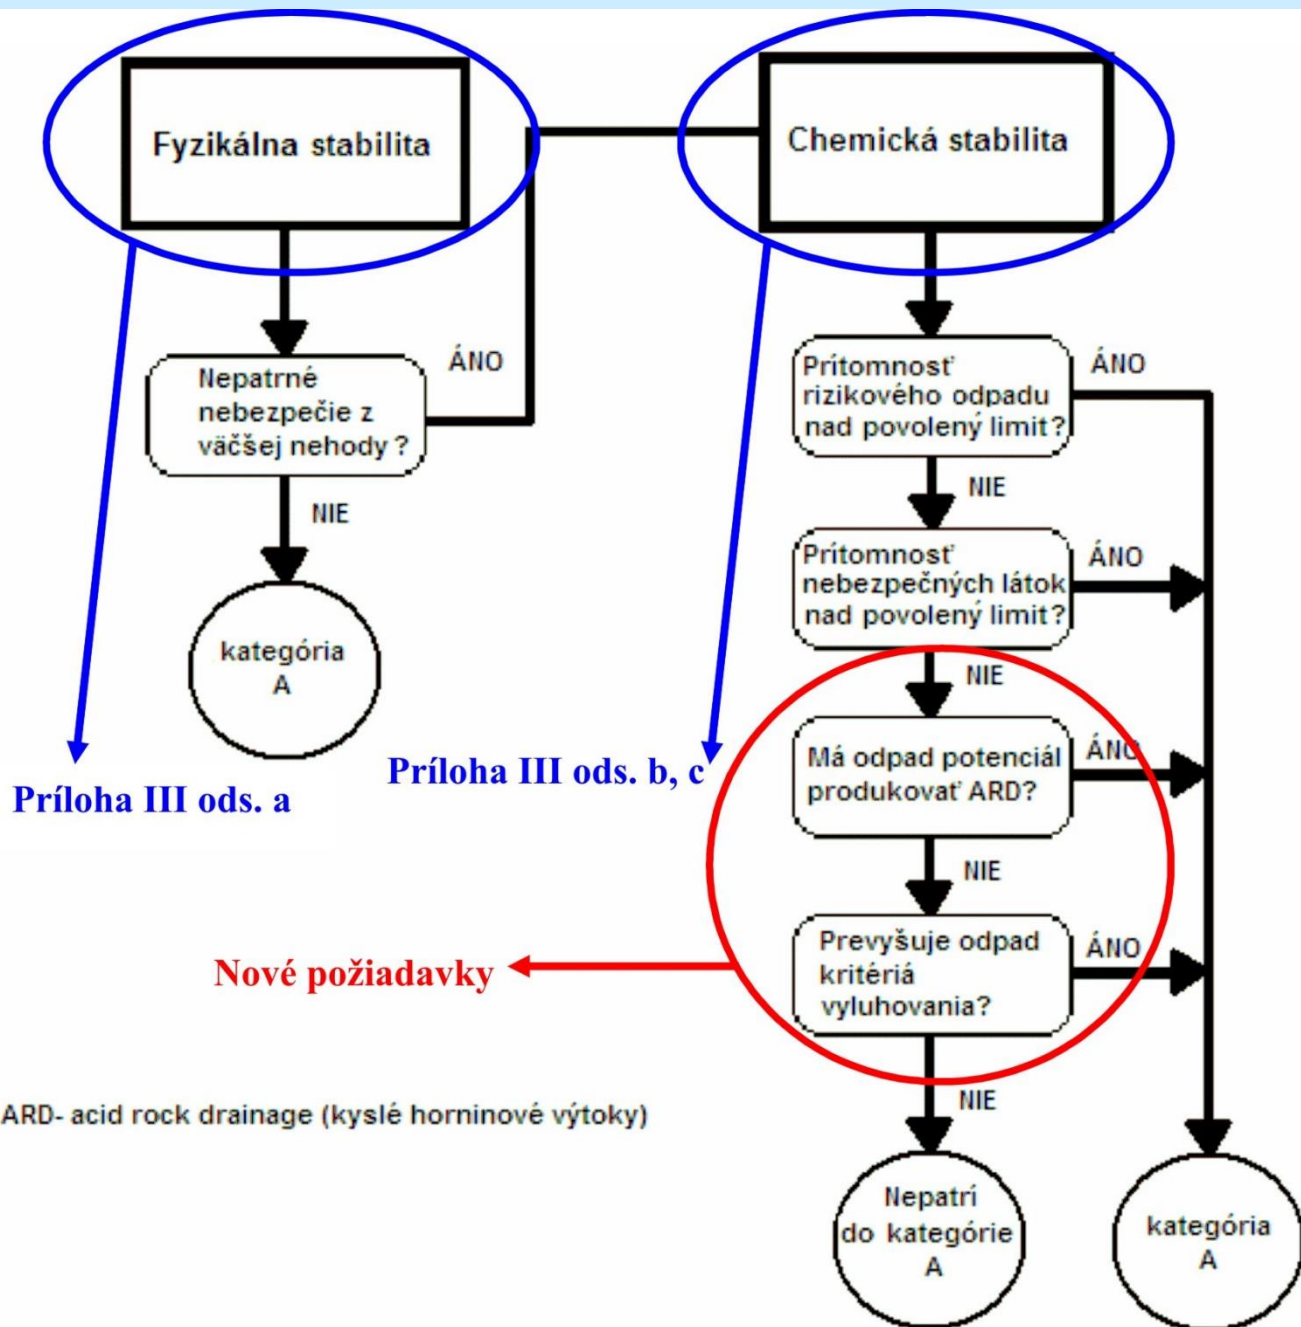 Fyzikálna stabilita
Nepatrné
nebezpečie z
väčšej nehody ?
ÁNO
NIE
kategória
A
Príloha III ods. a
Chemická stabilita
Prítomnosť
rizikového odpadu
nad povolený limit?
ÁNO
NIE
Prítomnosť
nebezpečných látok
nad povolený limit?
ÁNO
NIE
Príloha III ods. b, c
Má odpad potenciál
produkovať ARD?
ÁNO
NIE
Prevyšuje odpad
kritériá
vyluhovania?
ÁNO
NIE
Nové požiadavky
ARD- acid rock drainage (kyslé horninové výtoky)
Nepatrí
do kategórie
A
kategória
A